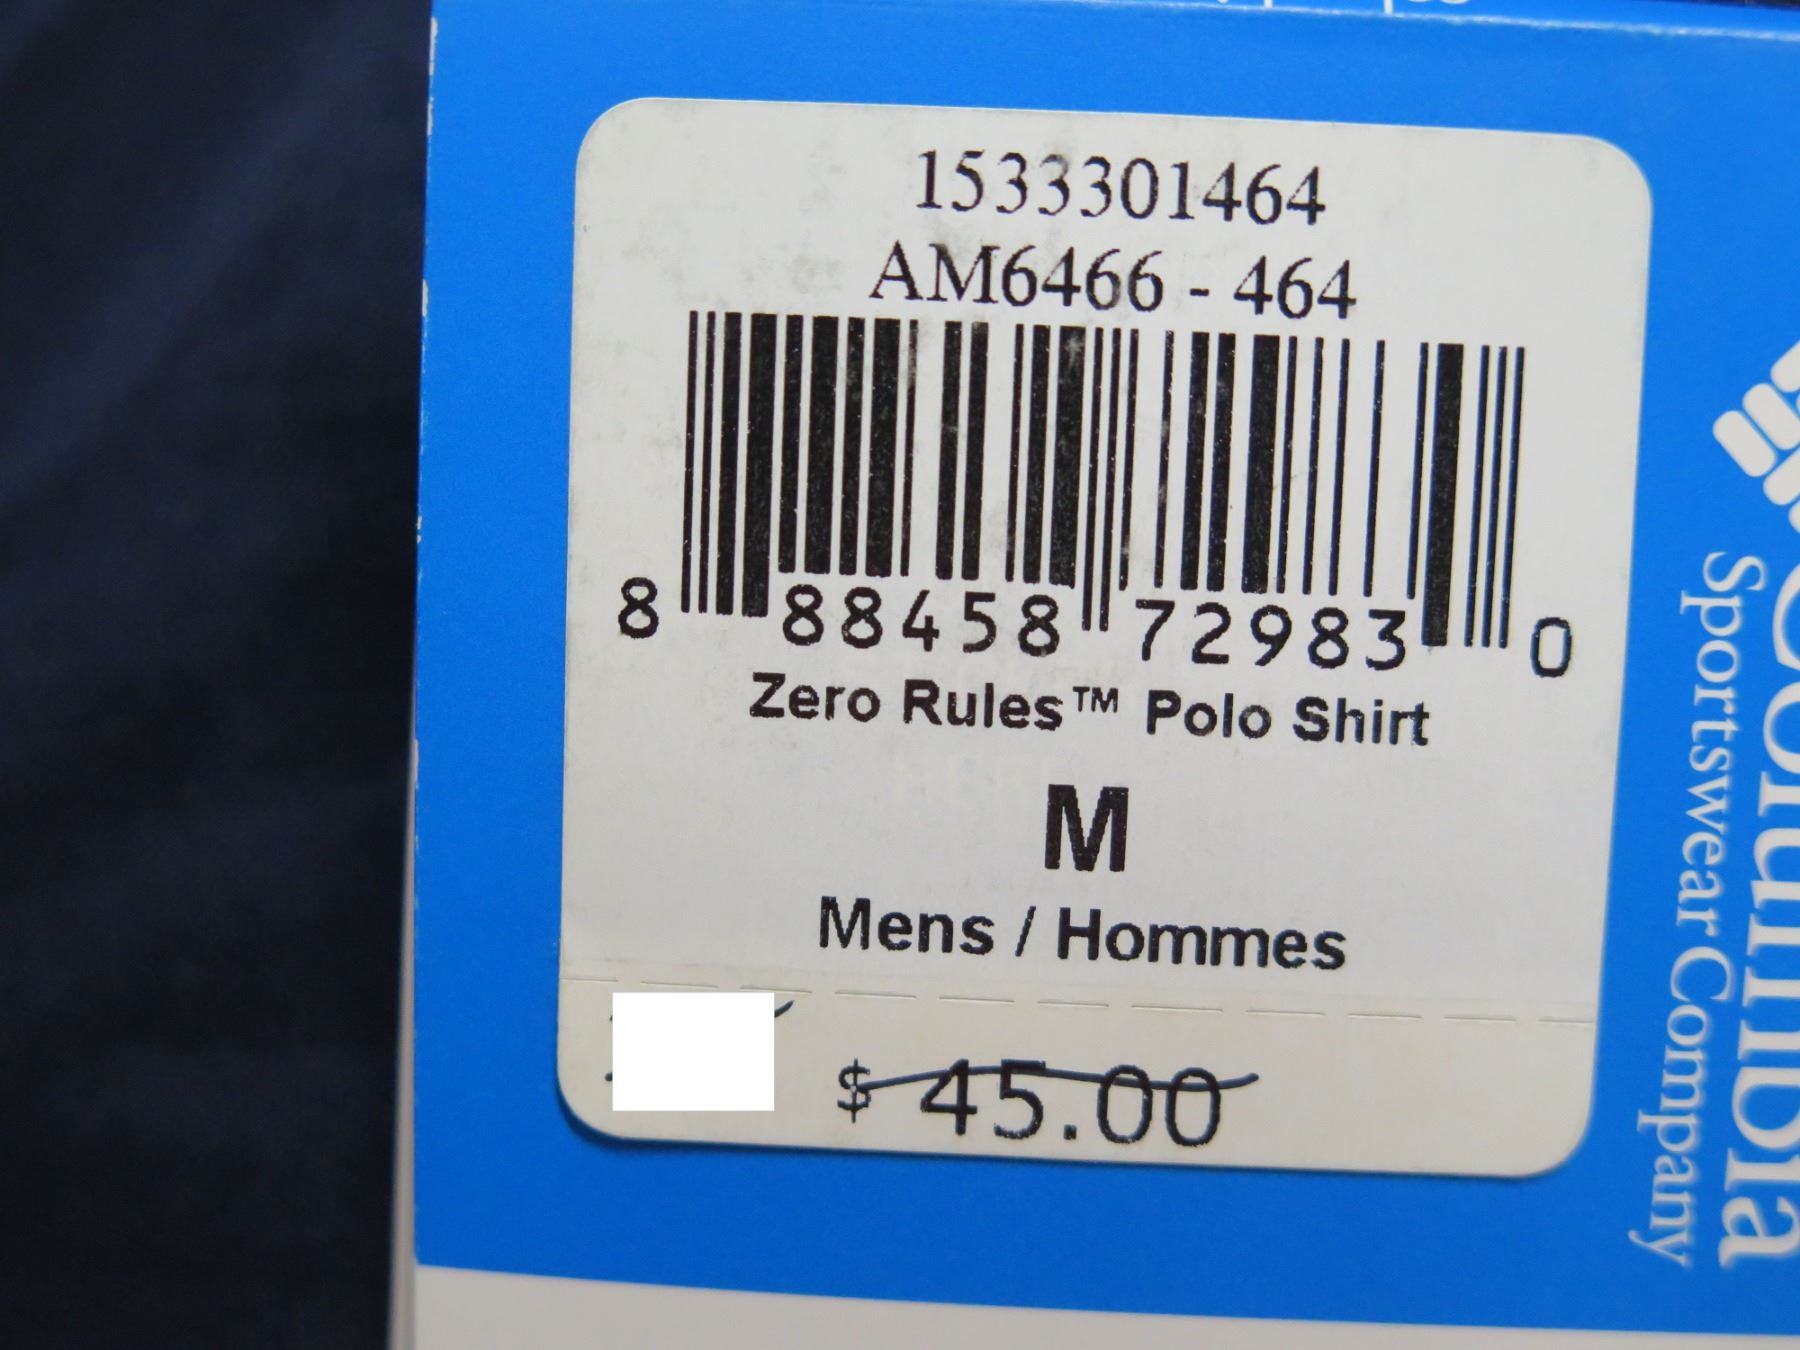 1533301464
AM6466 - 464
8 88458 72983 0
Zero Rules™ Polo Shirt
M
Mens / Hommes
$ 45.00
Columbia
Sportswear Company